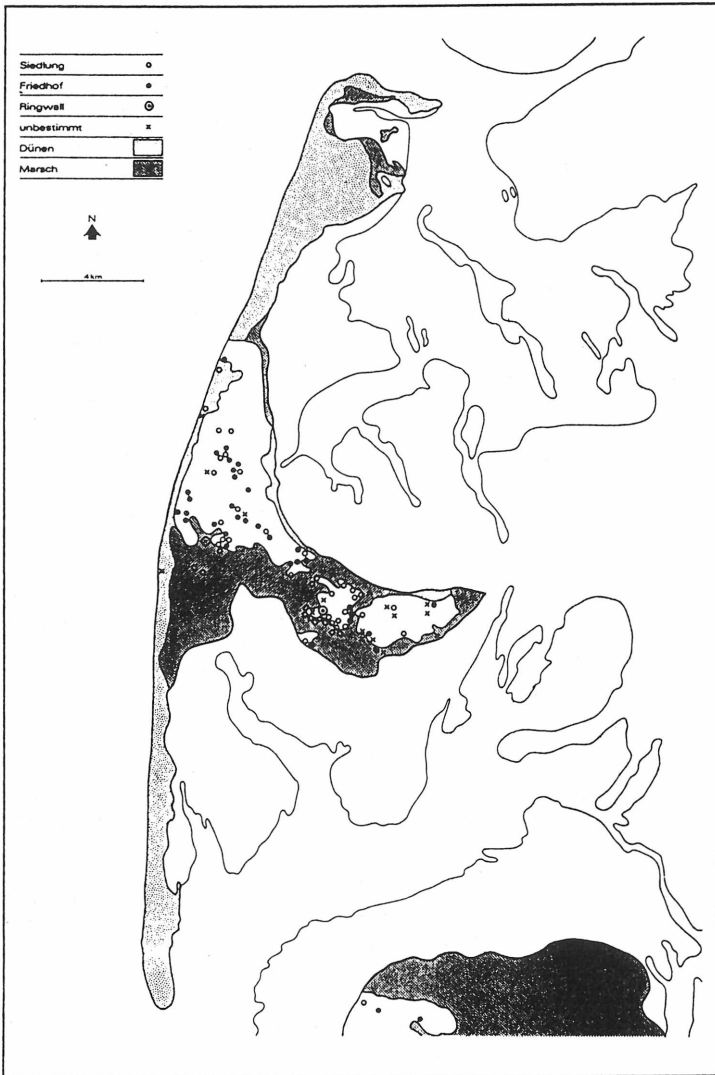 Siedlung
Friedhof
Ringwall
unbestimmt
Dünen
Marsch
N
4 km